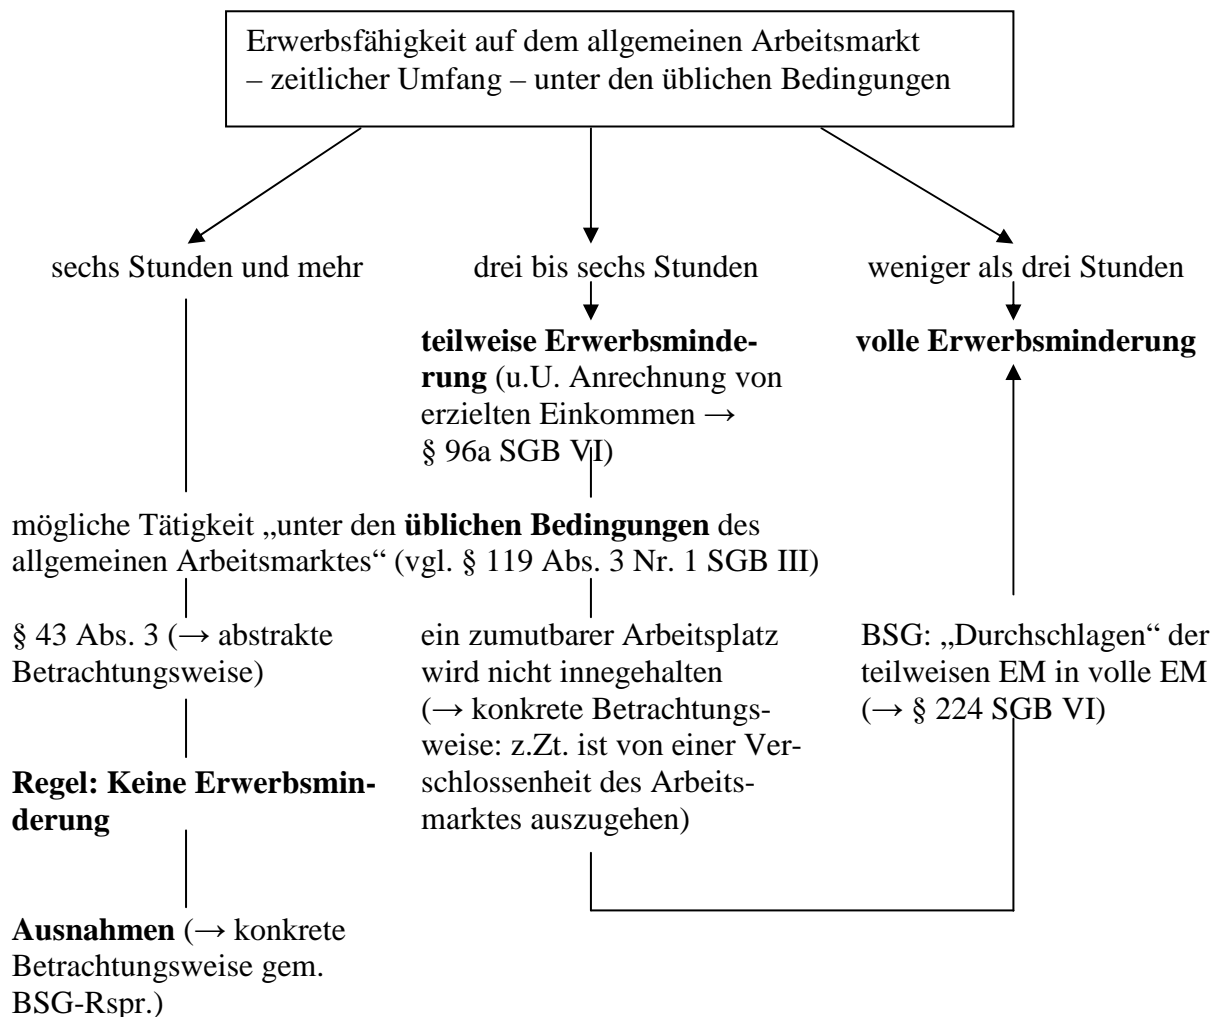 Erwerbsfähigkeit auf dem allgemeinen Arbeitsmarkt
– zeitlicher Umfang – unter den üblichen Bedingungen
sechs Stunden und mehr
drei bis sechs Stunden
weniger als drei Stunden
teilweise Erwerbsminde-
rung (u.U. Anrechnung von
erzielten Einkommen →
§ 96a SGB VI)
volle Erwerbsminderung
mögliche Tätigkeit „unter den üblichen Bedingungen des
allgemeinen Arbeitsmarktes“ (vgl. § 119 Abs. 3 Nr. 1 SGB III)
§ 43 Abs. 3 (→ abstrakte
Betrachtungsweise)
Regel: Keine Erwerbsmin-
derung
Ausnahmen (→ konkrete
Betrachtungsweise gem.
BSG-Rspr.)
ein zumutbarer Arbeitsplatz
wird nicht innegehalten
(→ konkrete Betrachtungs-
weise: z.Zt. ist von einer Ver-
schlossenheit des Arbeits-
marktes auszugehen)
BSG: „Durchschlagen“ der
teilweisen EM in volle EM
(→ § 224 SGB VI)